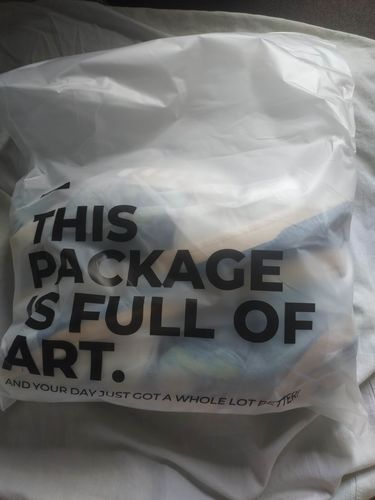 THIS
PACKAGE
IS FULL OF
ART.
AND YOUR DAY JUST GOT A WHOLE LOT BETTER!